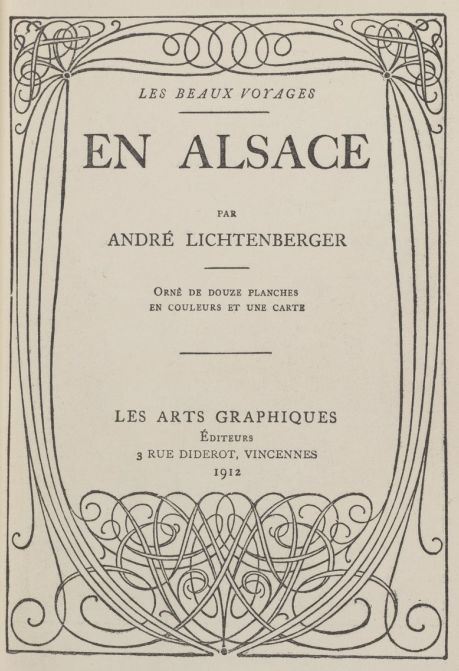 LES BEAUX VOYAGES
EN ALSACE
PAR
ANDRÉ LICHTENBERGER
ORNÉ DE DOUZE PLANCHES
EN COULEURS ET UNE CARTE
LES ARTS GRAPHIQUES
ÉDITEURS
3 RUE DIDEROT, VINCENNES
1912